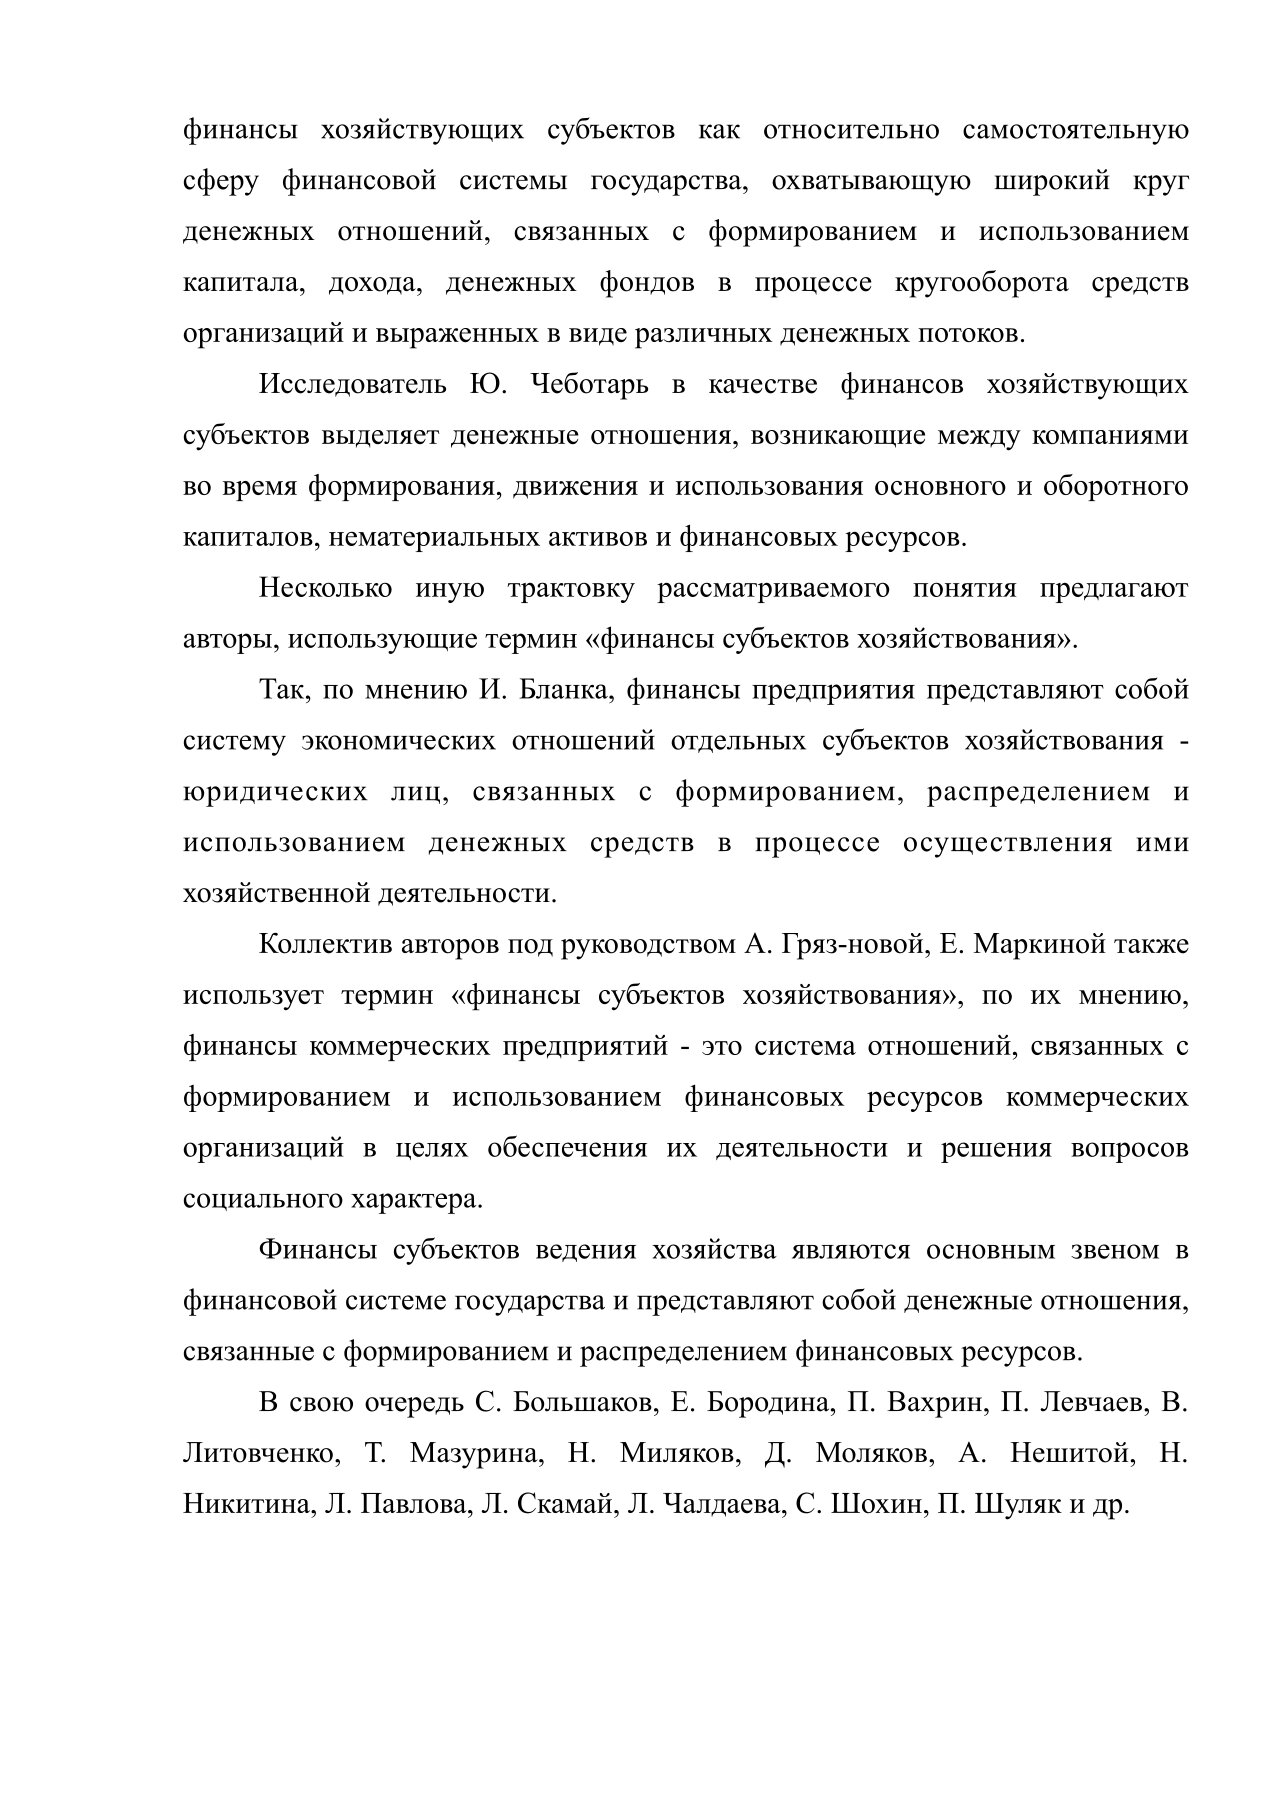 финансы хозяйствующих субъектов как относительно самостоятельную
сферу финансовой системы государства, охватывающую широкий круг
денежных отношений, связанных с формированием и использованием
капитала, дохода, денежных фондов в процессе кругооборота средств
организаций и выраженных в виде различных денежных потоков.
Исследователь Ю. Чеботарь в качестве финансов хозяйствующих
субъектов выделяет денежные отношения, возникающие между компаниями
во время формирования, движения и использования основного и оборотного
капиталов, нематериальных активов и финансовых ресурсов.
Несколько иную трактовку рассматриваемого понятия предлагают
авторы, использующие термин «финансы субъектов хозяйствования».
Так, по мнению И. Бланка, финансы предприятия представляют собой
систему экономических отношений отдельных субъектов хозяйствования -
юридических лиц, связанных с формированием, распределением и
использованием денежных средств в процессе осуществления ими
хозяйственной деятельности.
Коллектив авторов под руководством А. Гряз-новой, Е. Маркиной также
использует термин «финансы субъектов хозяйствования», по их мнению,
финансы коммерческих предприятий - это система отношений, связанных с
формированием и использованием финансовых ресурсов коммерческих
организаций в целях обеспечения их деятельности и решения вопросов
социального характера.
Финансы субъектов ведения хозяйства являются основным звеном в
финансовой системе государства и представляют собой денежные отношения,
связанные с формированием и распределением финансовых ресурсов.
В свою очередь С. Большаков, Е. Бородина, П. Вахрин, П. Левчаев, В.
Литовченко, Т. Мазурина, Н. Миляков, Д. Моляков, А. Нешитой, Н.
Никитина, Л. Павлова, Л. Скамай, Л. Чалдаева, С. Шохин, П. Шуляк и др.